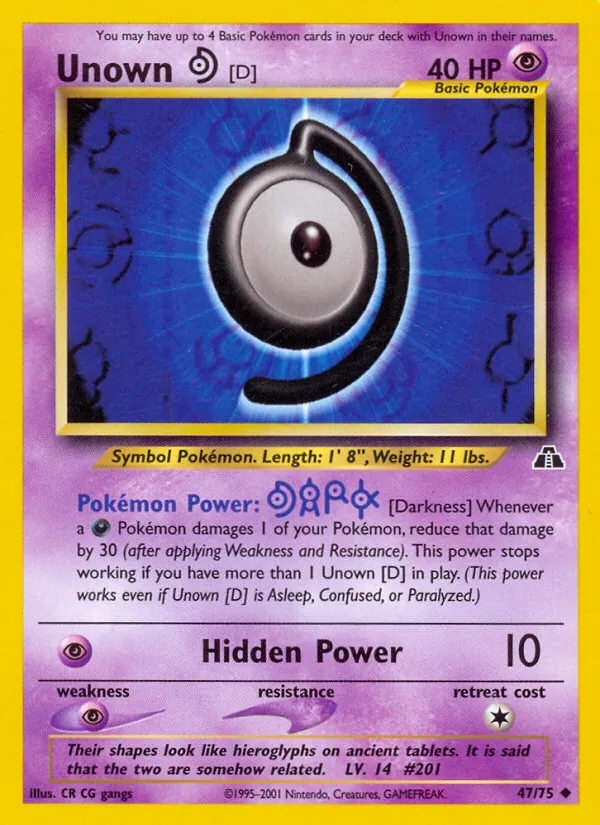 You may have up to 4 Basic Pokémon cards in your deck with Unown in their names.
Unown D [D] 40 HP
Basic Pokémon
Symbol Pokémon. Length: 1' 8", Weight: 11 lbs.
Pokémon Power: DARK [Darkness] Whenever
a Pokémon damages 1 of your Pokémon, reduce that damage
by 30 (after applying Weakness and Resistance). This power stops
working if you have more than 1 Unown [D] in play. (This power
works even if Unown [D] is Asleep, Confused, or Paralyzed.)
Hidden Power 10
weakness resistance retreat cost
Their shapes look like hieroglyphs on ancient tablets. It is said
that the two are somehow related. LV. 14 #201
Illus. CR CG gangs ©1995–2001 Nintendo, Creatures, GAMEFREAK. 47/75